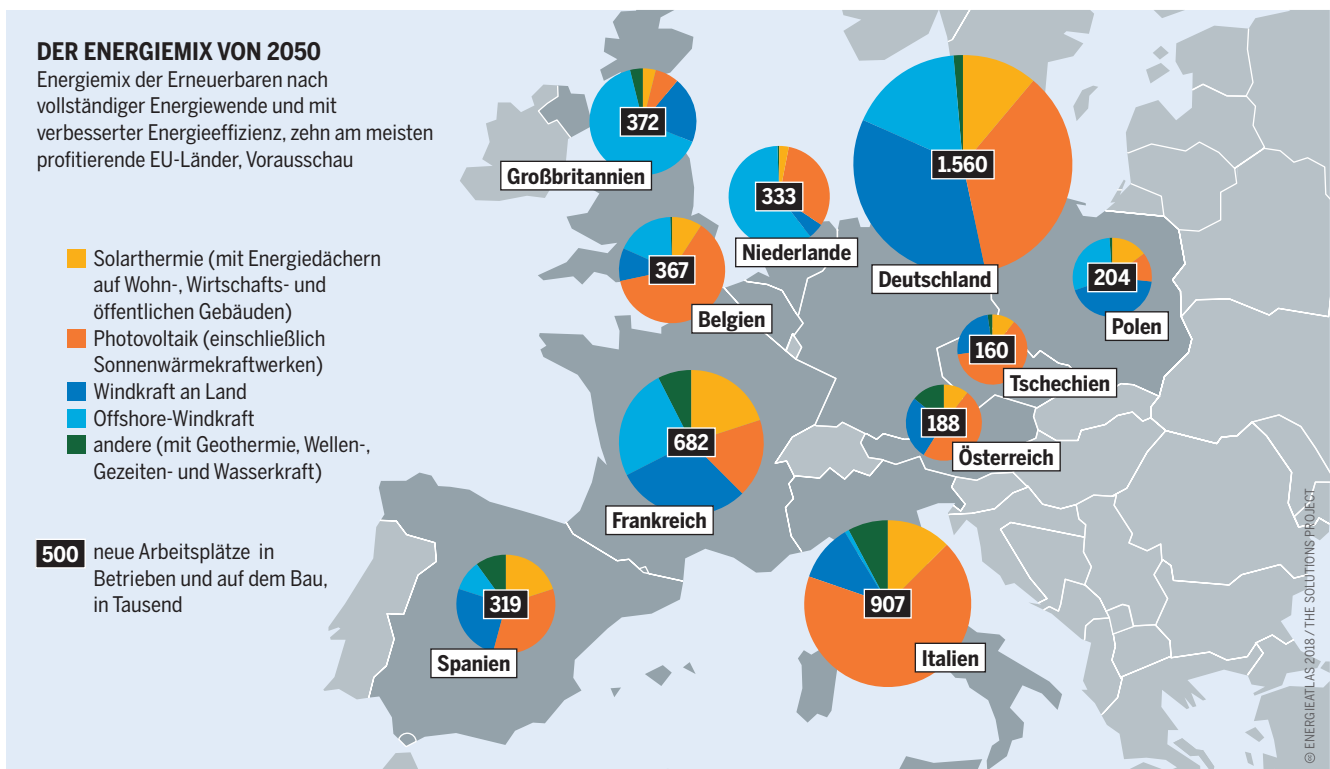 DER ENERGIEMIX VON 2050
Energiemix der Erneuerbaren nach
vollständiger Energiewende und mit
verbesserter Energieeffizienz, zehn am meisten
profitierende EU-Länder, Vorausschau
Solarthermie (mit Energiedächern
auf Wohn-, Wirtschafts- und
öffentlichen Gebäuden)
Photovoltaik (einschließlich
Sonnenwärmekraftwerken)
Windkraft an Land
Offshore-Windkraft
andere (mit Geothermie, Wellen-,
Gezeiten- und Wasserkraft)
500 neue Arbeitsplätze in
Betrieben und auf dem Bau,
in Tausend
372
Großbritannien
333
Niederlande
1.560
Deutschland
367
Belgien
204
Polen
160
Tschechien
188
Österreich
682
Frankreich
319
Spanien
907
Italien
© ENERGIEATLAS 2018 / THE SOLUTIONS PROJECT